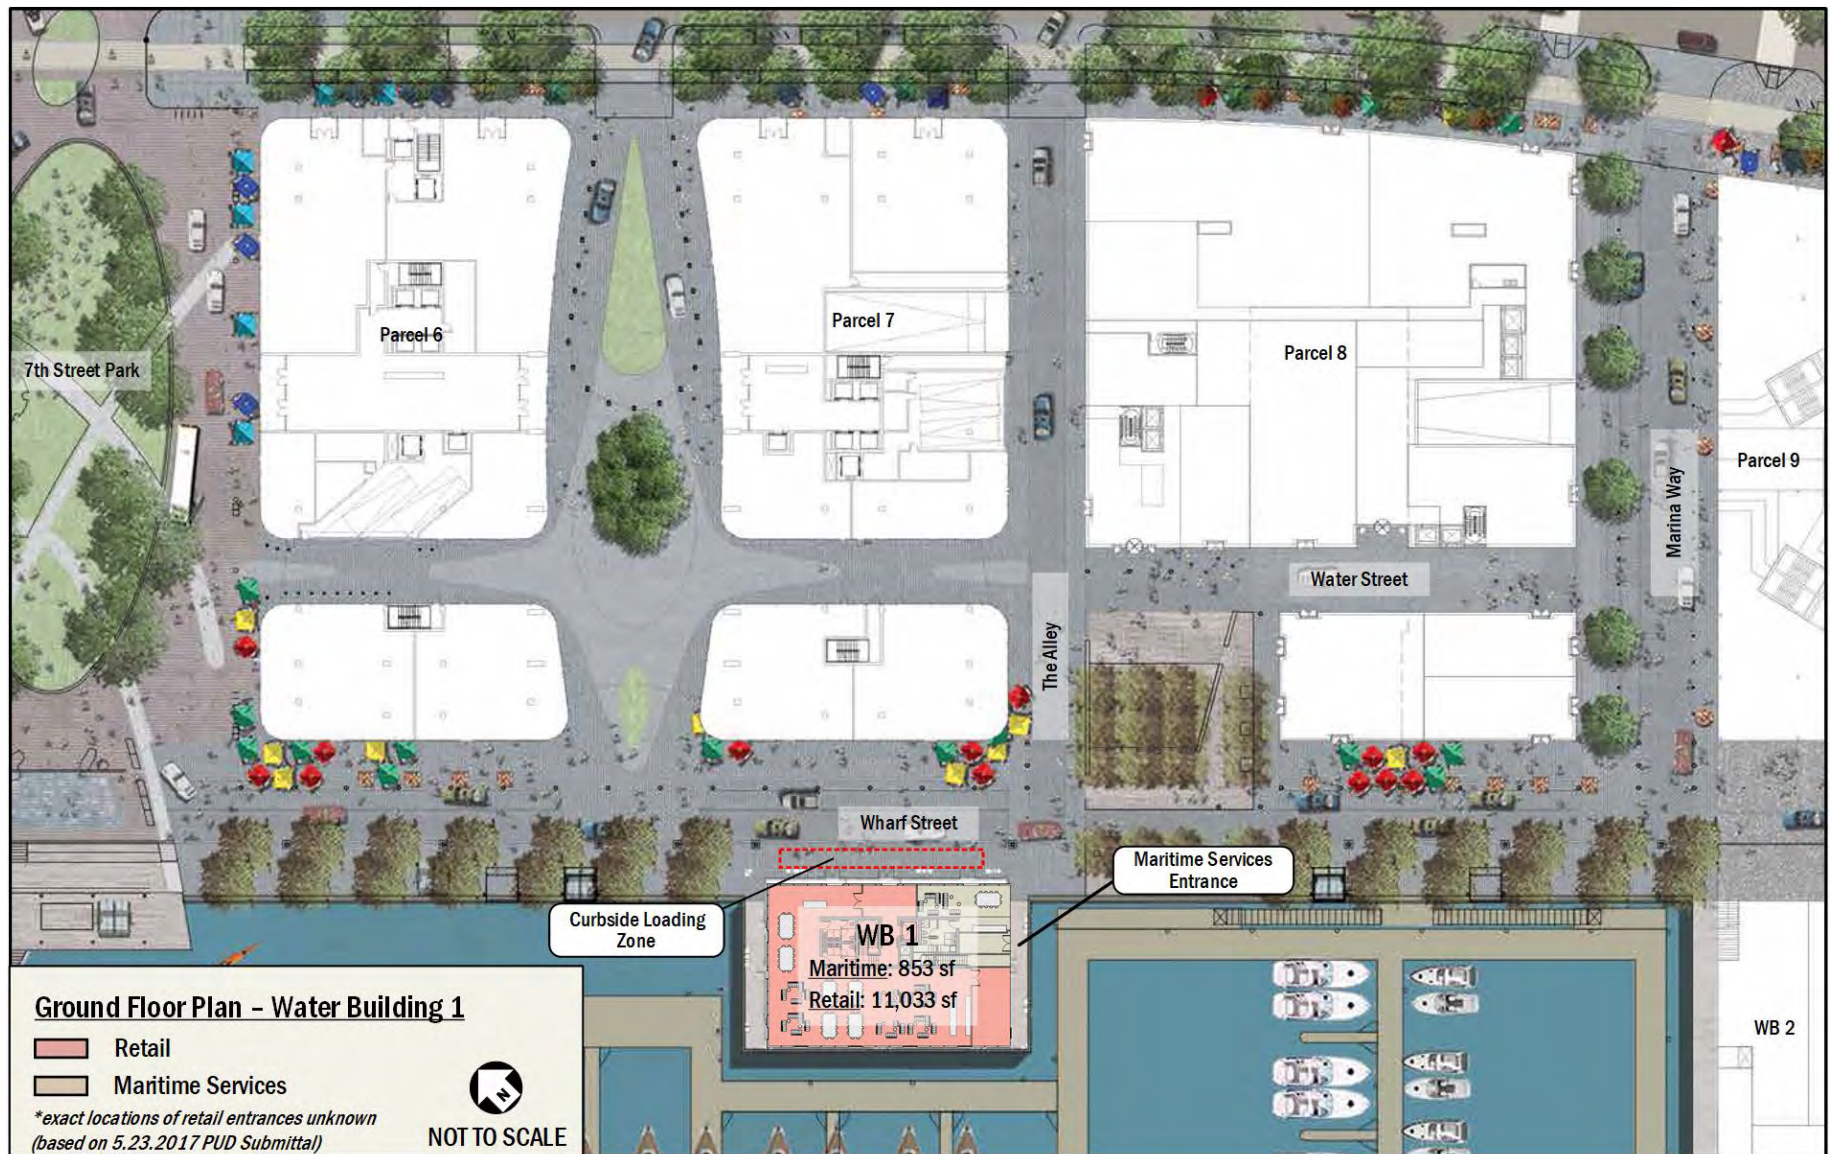 Parcel 6
Parcel 7
Parcel 8
Parcel 9
7th Street Park
Marina Way
Water Street
The Alley
Wharf Street
Maritime Services
Entrance
Curbside Loading
Zone
WB 1
Maritime: 853 sf
Retail: 11,033 sf
WB 2
Ground Floor Plan – Water Building 1
Retail
Maritime Services
*exact locations of retail entrances unknown
(based on 5.23.2017 PUD Submittal)
N
NOT TO SCALE